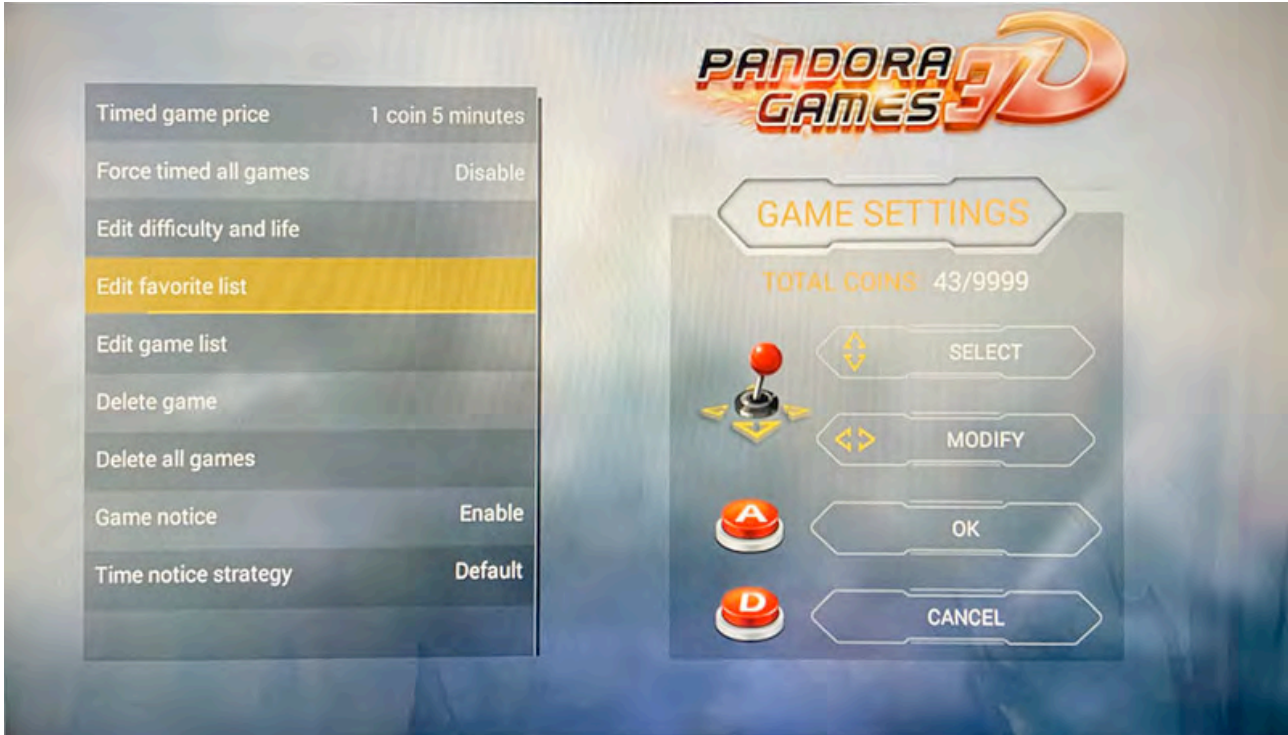 PANDORA
GAMES 3D
Timed game price 1 coin 5 minutes
Force timed all games Disable
Edit difficulty and life
Edit favorite list
Edit game list
Delete game
Delete all games
Game notice Enable
Time notice strategy Default
GAME SETTINGS
TOTAL COINS 43/9999
SELECT
MODIFY
A OK
D CANCEL